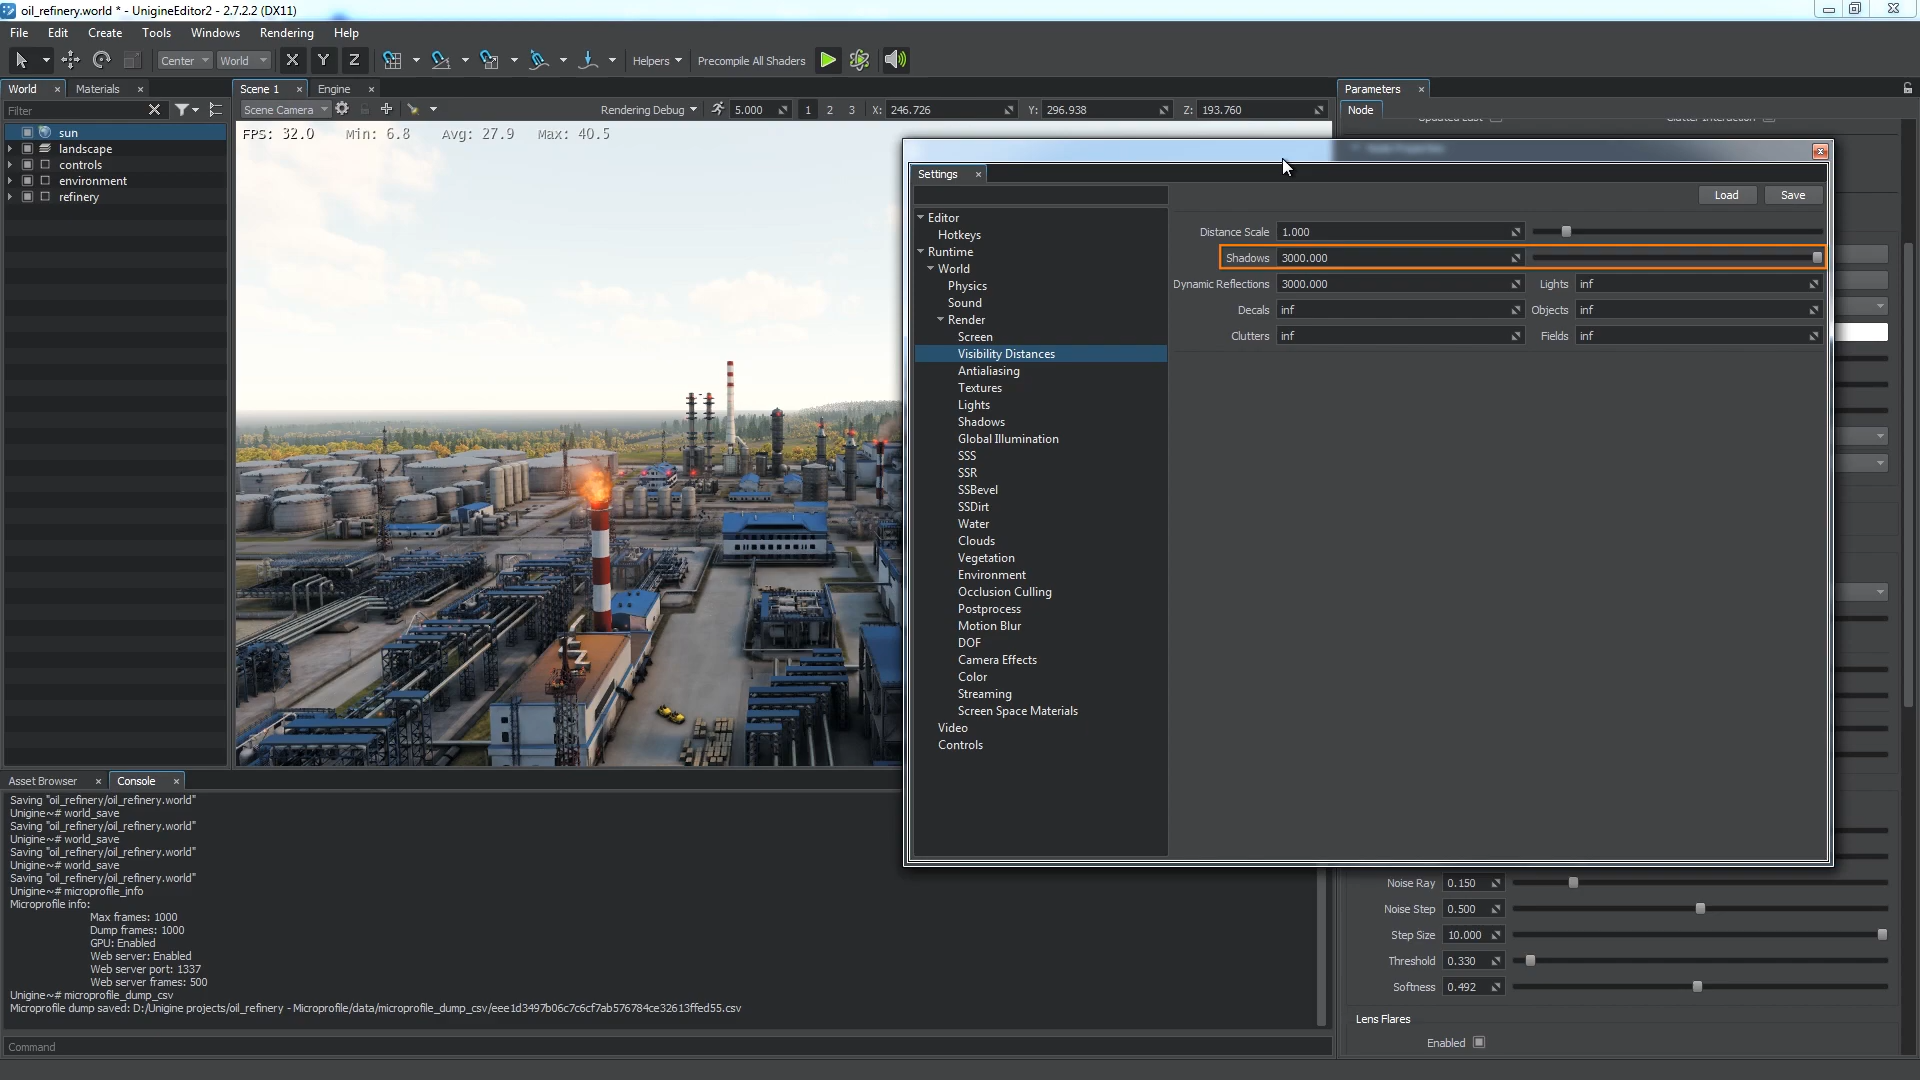 oil_refinery.world * - UnigineEditor2 - 2.7.2.2 (DX11)
File Edit Create Tools Windows Rendering Help
Center World X Y Z Helpers Precompile All Shaders
World × Materials × Scene 1 × Engine × Parameters ×
Filter Scene Camera Rendering Debug 5.000 1 2 3 X: 246.726 Y: 296.938 Z: 193.760 Node
FPS: 32.0 Min: 6.8 Avg: 27.9 Max: 40.5
sun
landscape
controls
environment
refinery
Settings ×
Load Save
Editor
Hotkeys
Runtime
World
Physics
Sound
Render
Screen
Visibility Distances
Antialiasing
Textures
Lights
Shadows
Global Illumination
SSS
SSR
SSBevel
SSDirt
Water
Clouds
Vegetation
Environment
Occlusion Culling
Postprocess
Motion Blur
DOF
Camera Effects
Color
Streaming
Screen Space Materials
Video
Controls
Distance Scale 1.000
Shadows 3000.000
Dynamic Reflections 3000.000 Lights inf
Decals inf Objects inf
Clutters inf Fields inf
Asset Browser × Console ×
Saving "oil_refinery/oil_refinery.world"
Unigine~# world_save
Saving "oil_refinery/oil_refinery.world"
Unigine~# world_save
Saving "oil_refinery/oil_refinery.world"
Unigine~# world_save
Saving "oil_refinery/oil_refinery.world"
Unigine~# microprofile_info
Microprofile info:
Max frames: 1000
Dump frames: 1000
GPU: Enabled
Web server: Enabled
Web server port: 1337
Web server frames: 500
Unigine~# microprofile_dump_csv
Microprofile dump saved: D:/Unigine projects/oil_refinery - Microprofile/data/microprofile_dump_csv/eee1d3497b06c7c6cf7ab576784ce32613ffed55.csv
Command
Noise Ray 0.150
Noise Step 0.500
Step Size 10.000
Threshold 0.330
Softness 0.492
Lens Flares
Enabled